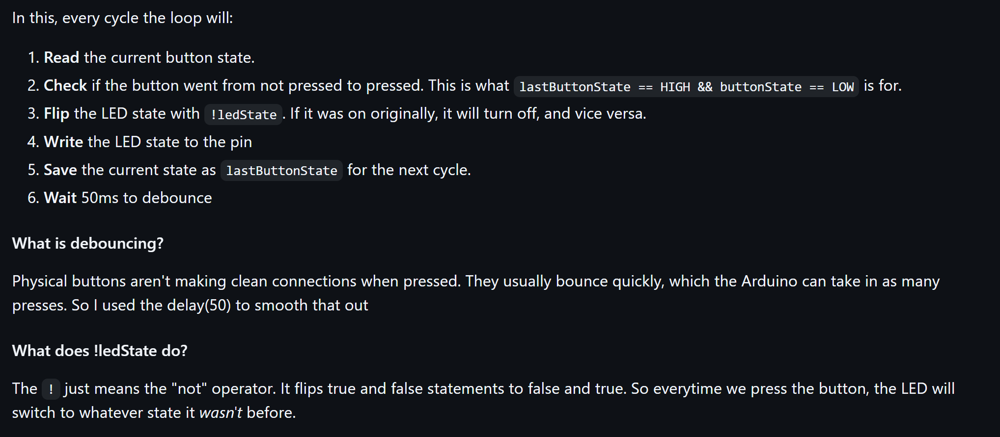 In this, every cycle the loop will:
1. Read the current button state.
2. Check if the button went from not pressed to pressed. This is what lastButtonState == HIGH && buttonState == LOW is for.
3. Flip the LED state with !ledState. If it was on originally, it will turn off, and vice versa.
4. Write the LED state to the pin
5. Save the current state as lastButtonState for the next cycle.
6. Wait 50ms to debounce
What is debouncing?
Physical buttons aren't making clean connections when pressed. They usually bounce quickly, which the Arduino can take in as many
presses. So I used the delay(50) to smooth that out
What does !ledState do?
The ! just means the "not" operator. It flips true and false statements to false and true. So everytime we press the button, the LED will
switch to whatever state it wasn't before.